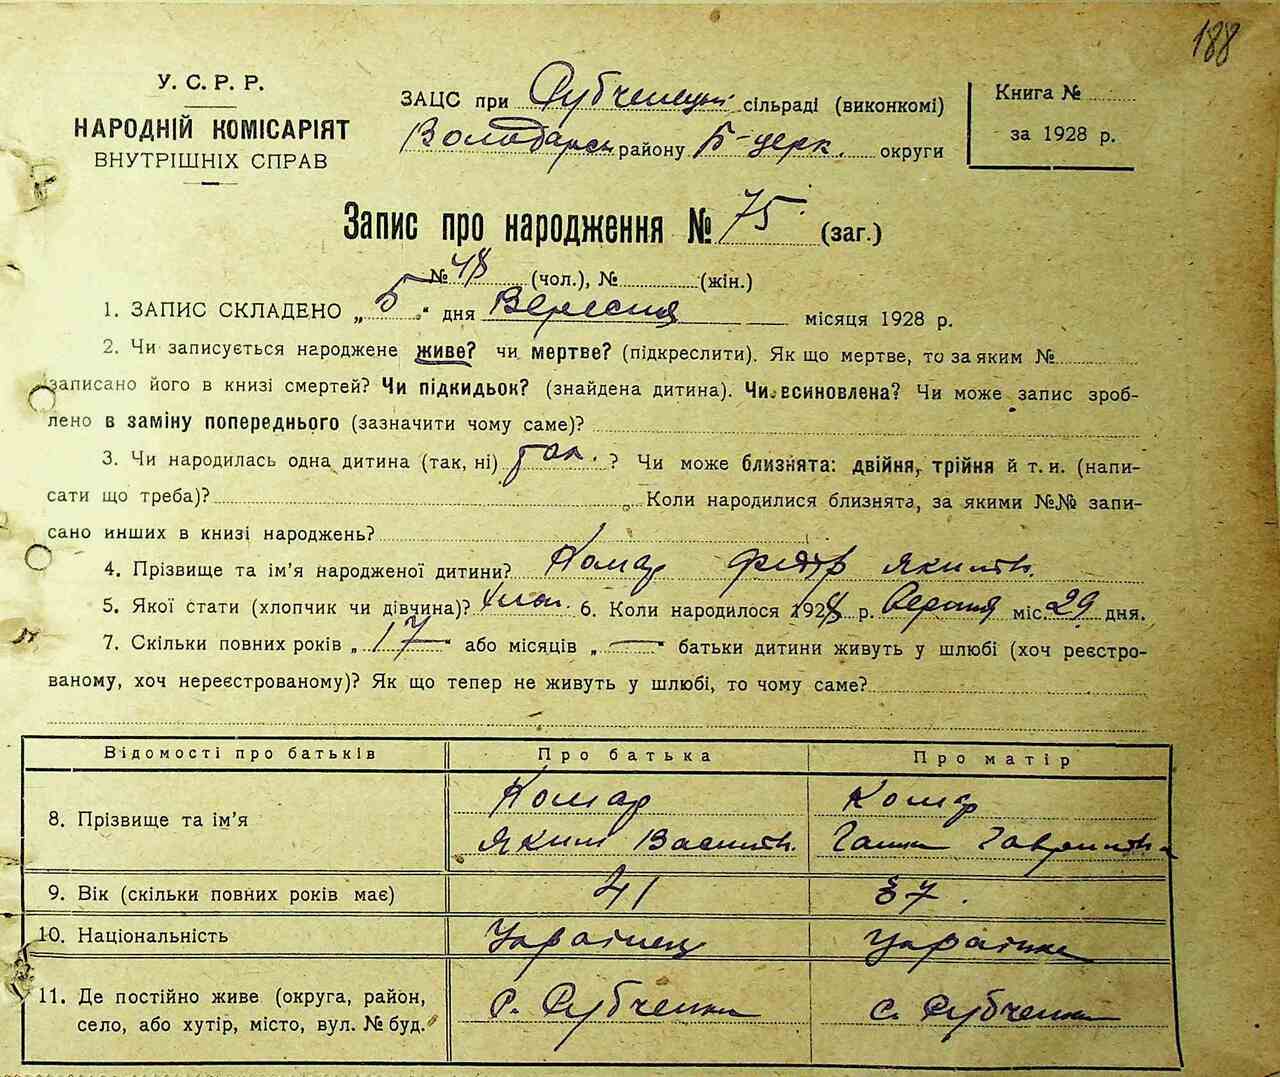 188
У. С. Р. Р.
НАРОДНІЙ КОМІСАРІЯТ
ВНУТРІШНІХ СПРАВ
ЗАЦС при Рубченецкі сільраді (виконкомі)
Володарськ району Б-церк. округи
Книга №
за 1928 р.
Запис про народження № 75 (заг.)
№ 48 (чол.), № (жін.)
1. ЗАПИС СКЛАДЕНО „ 5 “ дня Вересня місяця 1928 р.
2. Чи записується народжене живе? чи мертве? (підкреслити). Як що мертве, то за яким №
записано його в книзі смертей? Чи підкидьок? (знайдена дитина). Чи всиновлена? Чи може запис зроб-
лено в заміну попереднього (зазначити чому саме)?
3. Чи народилась одна дитина (так, ні) так. ? Чи може близнята: двійня, трійня й т. и. (напи-
сати що треба)? Коли народилися близнята, за якими №№ запи-
сано инших в книзі народжень?
4. Прізвище та ім’я народженої дитини? Комар Якимов.
5. Якої стати (хлопчик чи дівчина)? 6. Коли народилося 1928 р. міс. 29 дня.
7. Скільки повних років „ 17 “ або місяців „ — “ батьки дитини живуть у шлюбі (хоч реєстро-
ваному, хоч нереєстрованому)? Як що тепер не живуть у шлюбі, то чому саме?
Відомості про батьків Про батька Про матір
8. Прізвище та ім’я Комар Яким Васильов. Комар Ганна Гаврилівна
9. Вік (скільки повних років має) 41 37.
10. Національність Українец Українка
11. Де постійно живе (округа, район,
село, або хутір, місто, вул. № буд. с. Рубченки с. Рубченки